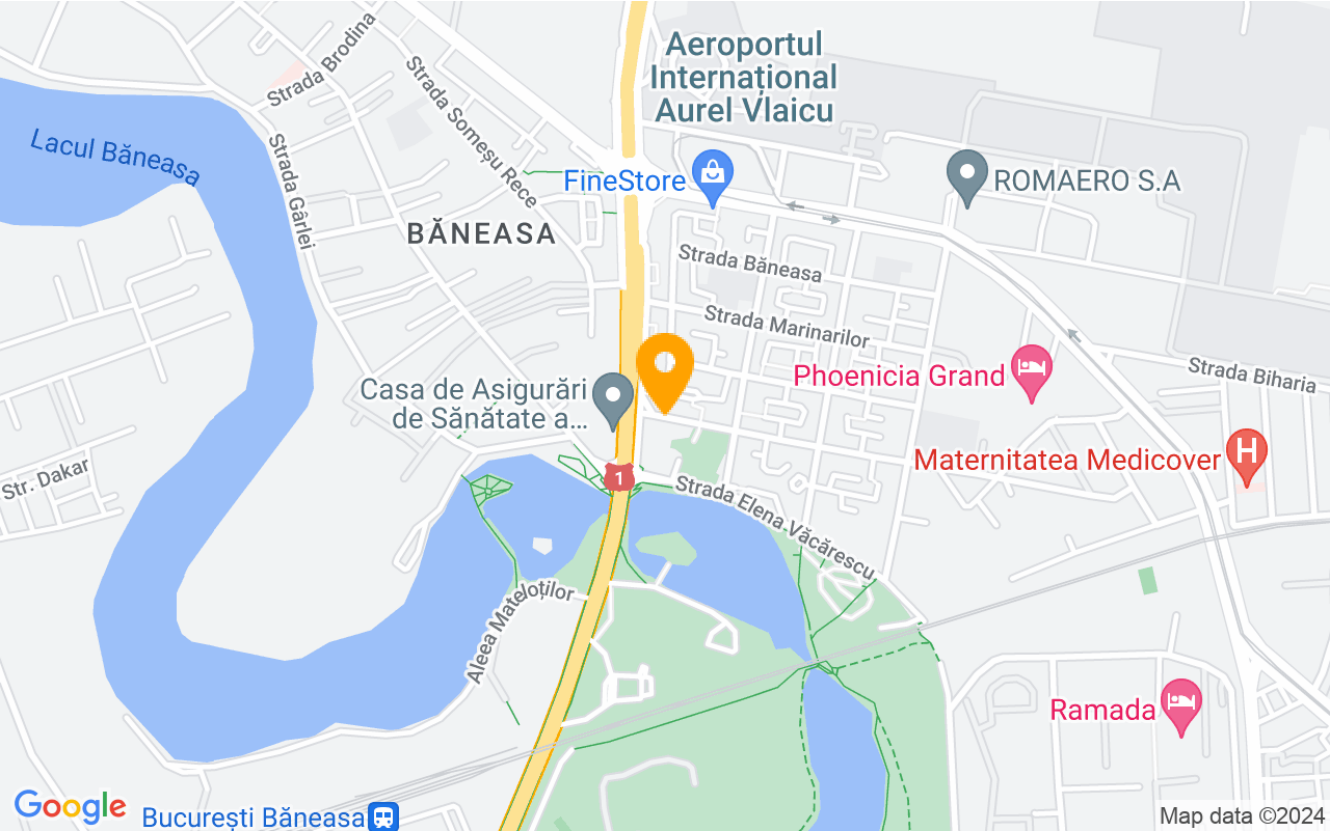 Strada Brodina
Aeroportul
Internațional
Aurel Vlaicu
Strada Someșu Rece
Lacul Băneasa
Strada Gârlei
FineStore
ROMAERO S.A
BĂNEASA
Strada Băneasa
Strada Marinarilor
Phoenicia Grand
Strada Biharia
Casa de Asigurări
de Sănătate a...
Maternitatea Medicover
H
Str. Dakar
1
Strada Elena Văcărescu
Aleea Mateloților
Ramada
Google
București Băneasa
Map data ©2024